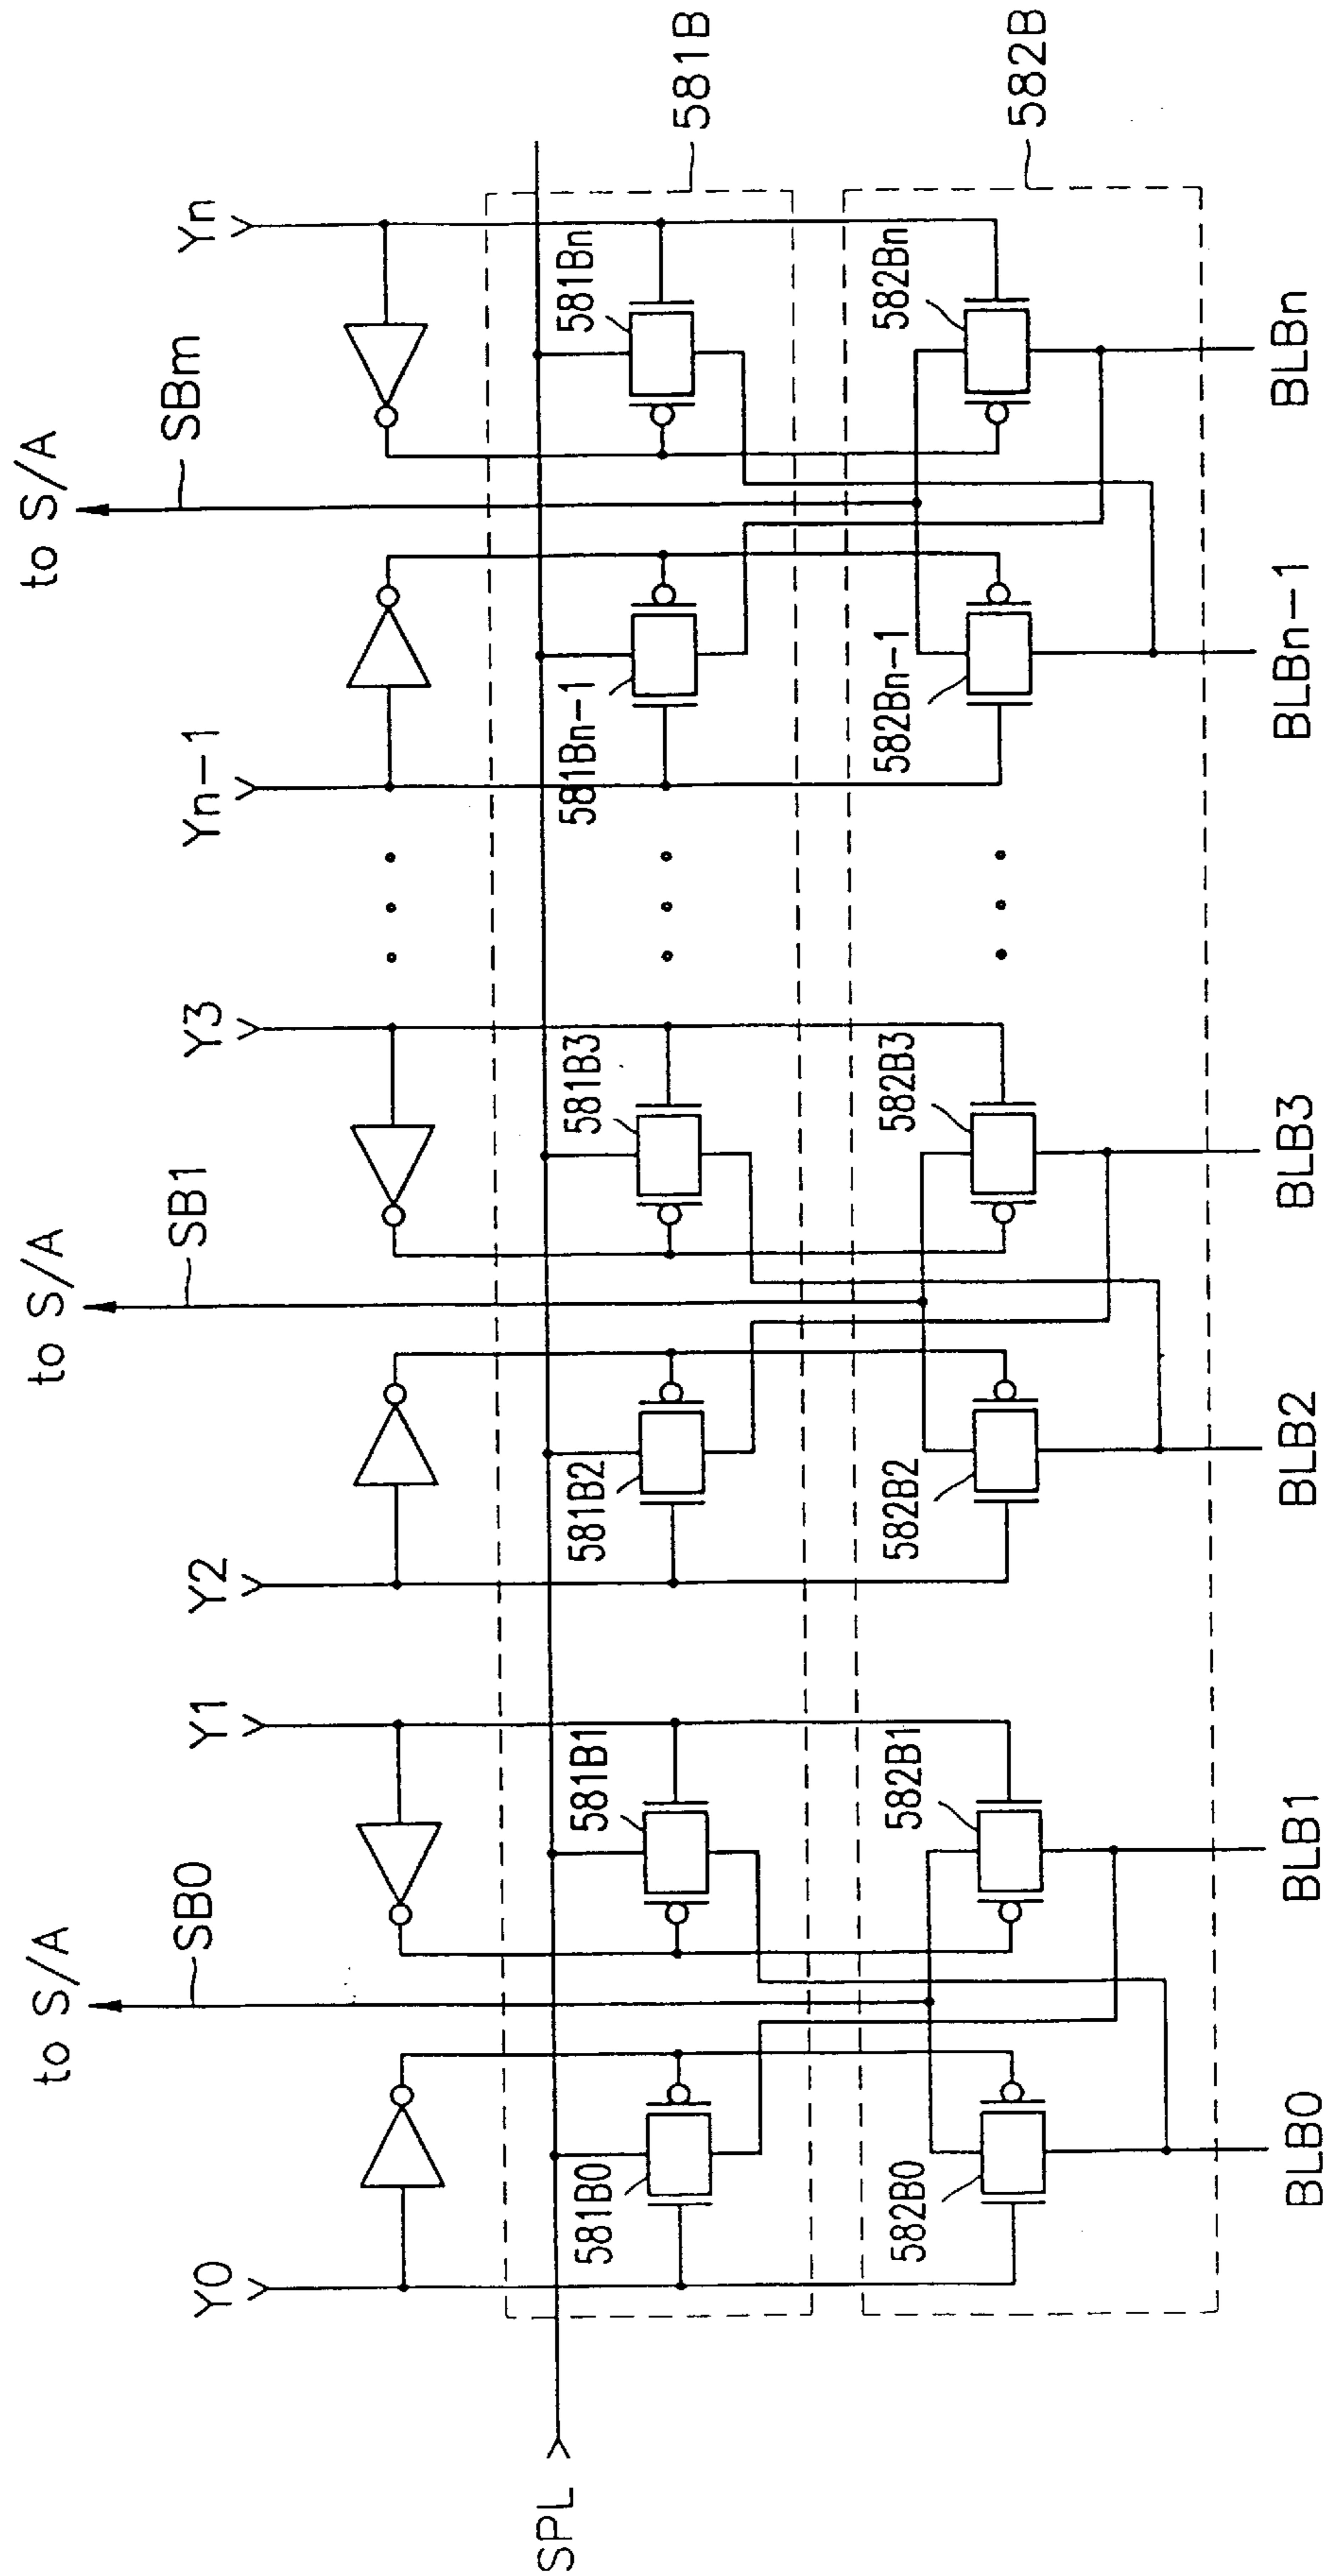 to S/A
to S/A
to S/A
SB0
SB1
SBm
Y0
Y1
Y2
Y3
Yn-1
Yn
SPL
581B0
581B1
581B2
581B3
581Bn-1
581Bn
581B
582B0
582B1
582B2
582B3
582Bn-1
582Bn
582B
BLB0
BLB1
BLB2
BLB3
BLBn-1
BLBn